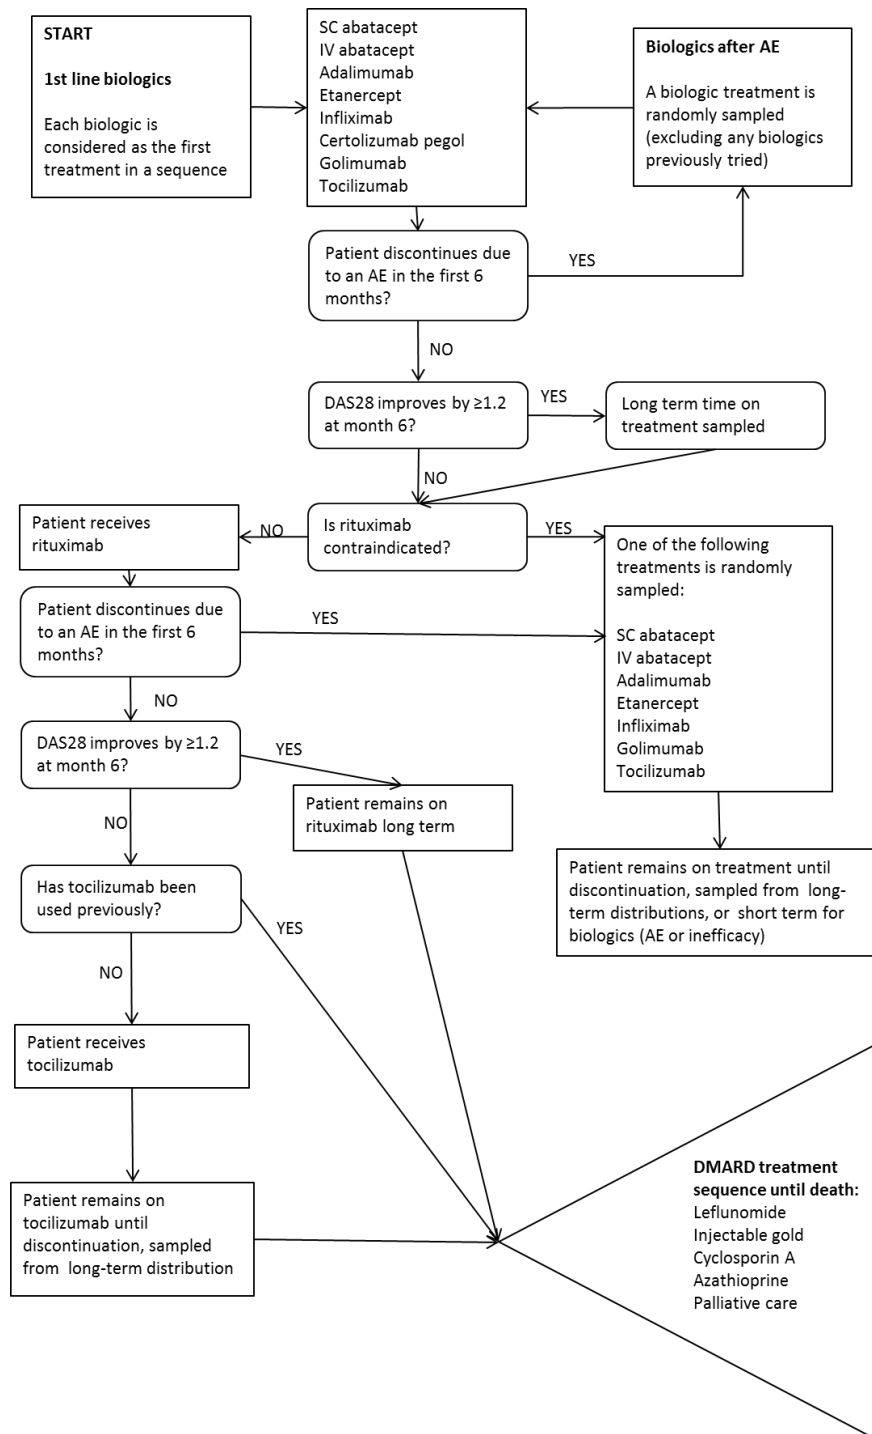 START
1st line biologics
Each biologic is
considered as the first
treatment in a sequence
SC abatacept
IV abatacept
Adalimumab
Etanercept
Infliximab
Certolizumab pegol
Golimumab
Tocilizumab
Biologics after AE
A biologic treatment is
randomly sampled
(excluding any biologics
previously tried)
Patient discontinues due
to an AE in the first 6
months?
YES
NO
DAS28 improves by ≥1.2
at month 6?
YES
Long term time on
treatment sampled
NO
Is rituximab
contraindicated?
NO
YES
Patient receives
rituximab
One of the following
treatments is randomly
sampled:
SC abatacept
IV abatacept
Adalimumab
Etanercept
Infliximab
Golimumab
Tocilizumab
Patient discontinues due
to an AE in the first 6
months?
YES
NO
DAS28 improves by ≥1.2
at month 6?
YES
Patient remains on
rituximab long term
NO
Patient remains on treatment until
discontinuation, sampled from long-
term distributions, or short term for
biologics (AE or inefficacy)
Has tocilizumab been
used previously?
YES
NO
Patient receives
tocilizumab
Patient remains on
tocilizumab until
discontinuation, sampled
from long-term distribution
DMARD treatment
sequence until death:
Leflunomide
Injectable gold
Cyclosporin A
Azathioprine
Palliative care